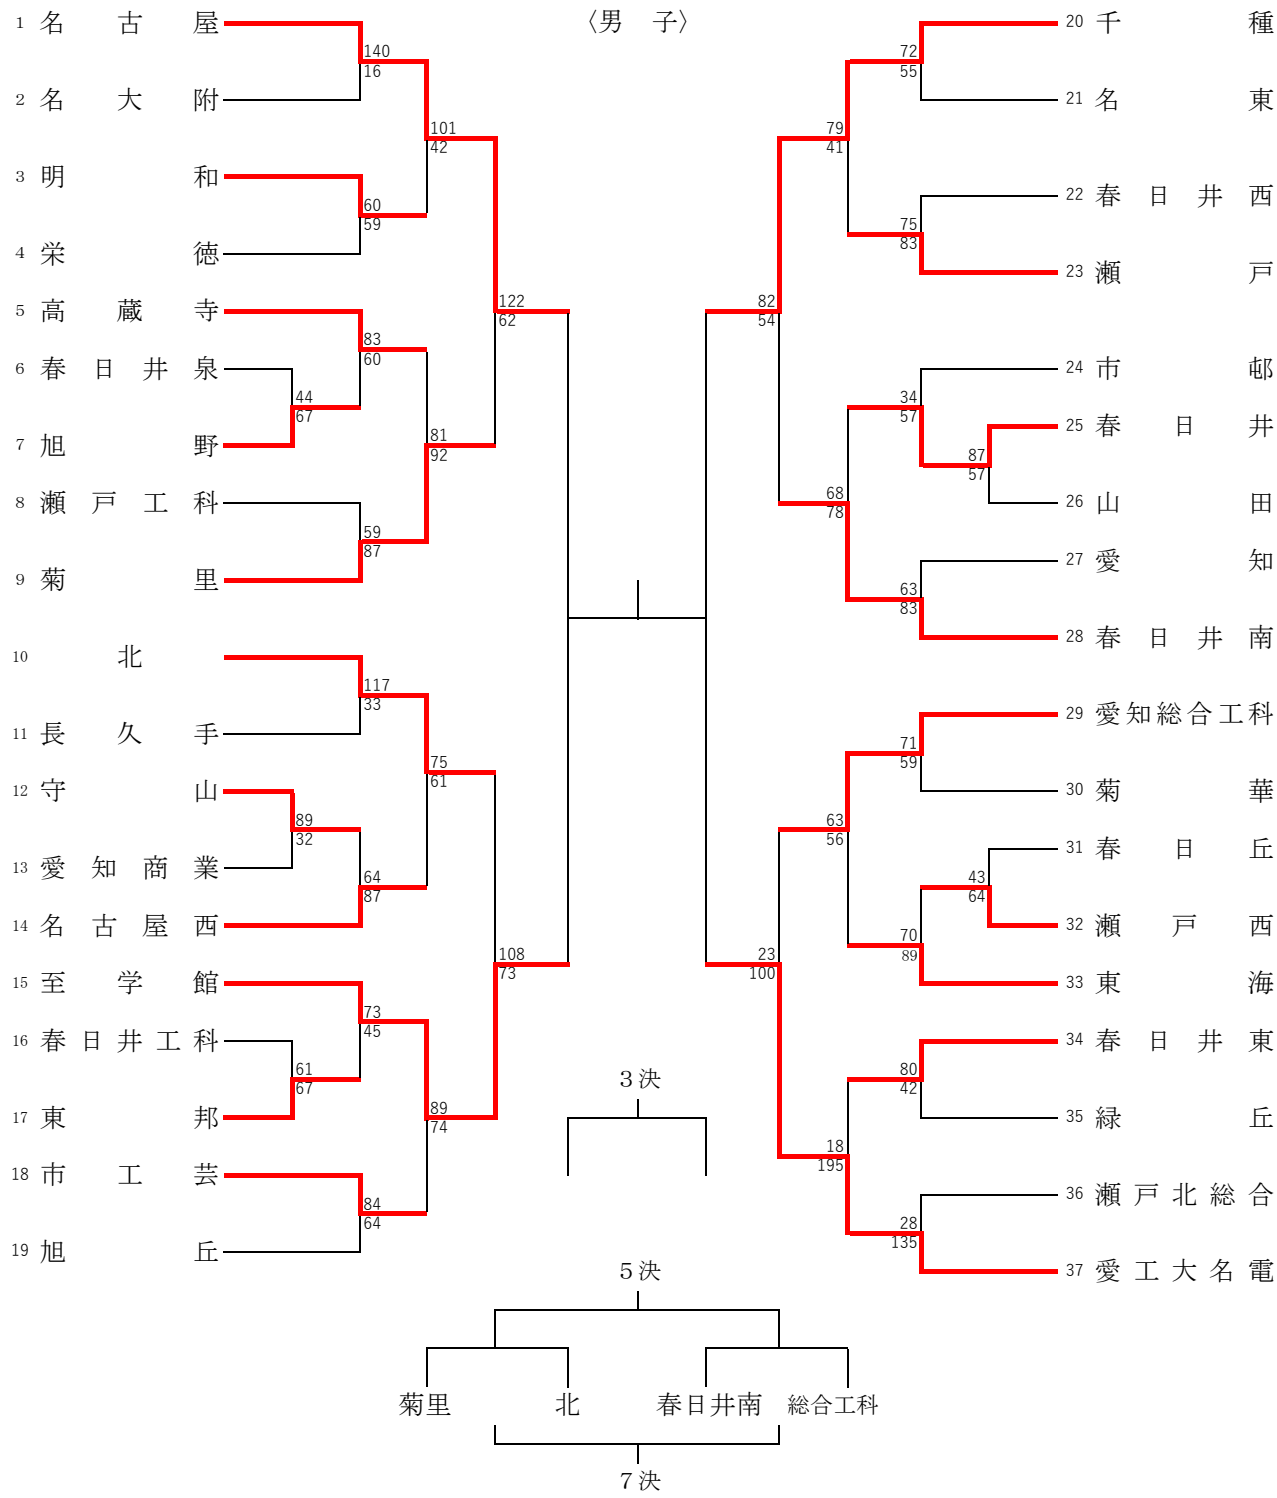 〈男　子〉
1 名古屋
140
16
2 名大附
101
42
3 明和
60
59
4 栄徳
122
62
5 高蔵寺
83
60
6 春日井泉
44
67
7 旭野
81
92
8 瀬戸工科
59
87
9 菊里
10 北
117
33
11 長久手
75
61
12 守山
89
32
13 愛知商業
64
87
14 名古屋西
108
73
15 至学館
73
45
16 春日井工科
61
67
17 東邦
89
74
18 市工芸
84
64
19 旭丘
20 千種
72
55
21 名東
79
41
22 春日井西
75
83
23 瀬戸
82
54
24 市邨
34
57
25 春日井
87
57
26 山田
68
78
27 愛知
63
83
28 春日井南
29 愛知総合工科
71
59
30 菊華
63
56
31 春日丘
43
64
32 瀬戸西
70
89
33 東海
23
100
34 春日井東
80
42
35 緑丘
18
195
36 瀬戸北総合
28
135
37 愛工大名電
３決
５決
菊里 北 春日井南 総合工科
７決